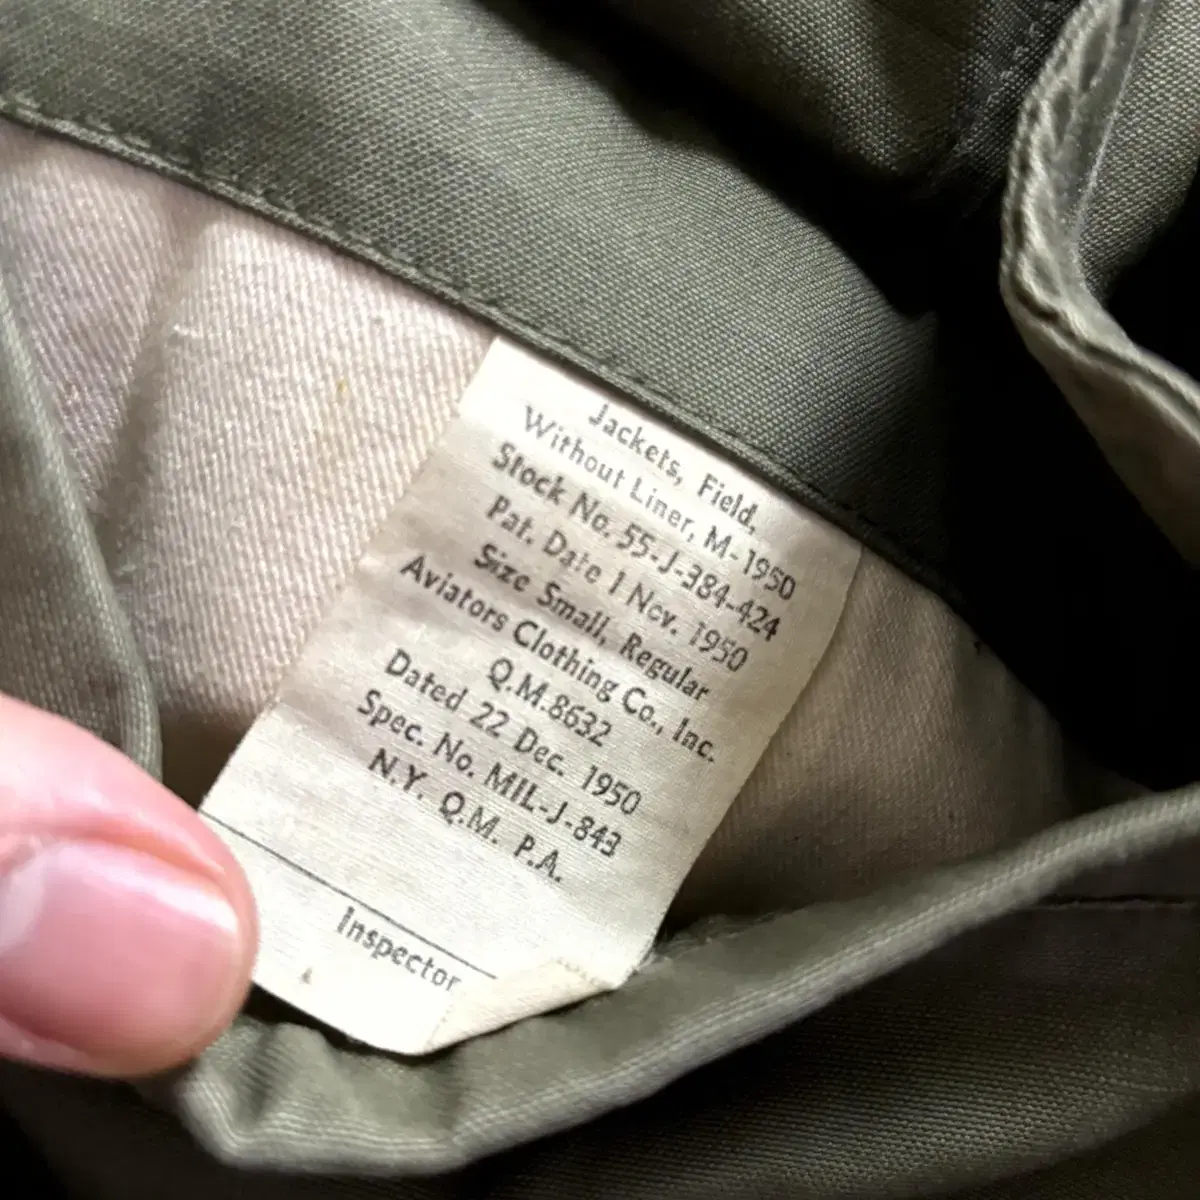 Jackets, Field,
Without Liner, M-1950
Stock No. 55-J-384-424
Pat. Date 1 Nov. 1950
Size Small, Regular
Aviators Clothing Co., Inc.
Q.M.8632
Dated 22 Dec. 1950
Spec. No. MIL-J-843
N.Y. Q.M. P.A.
Inspector